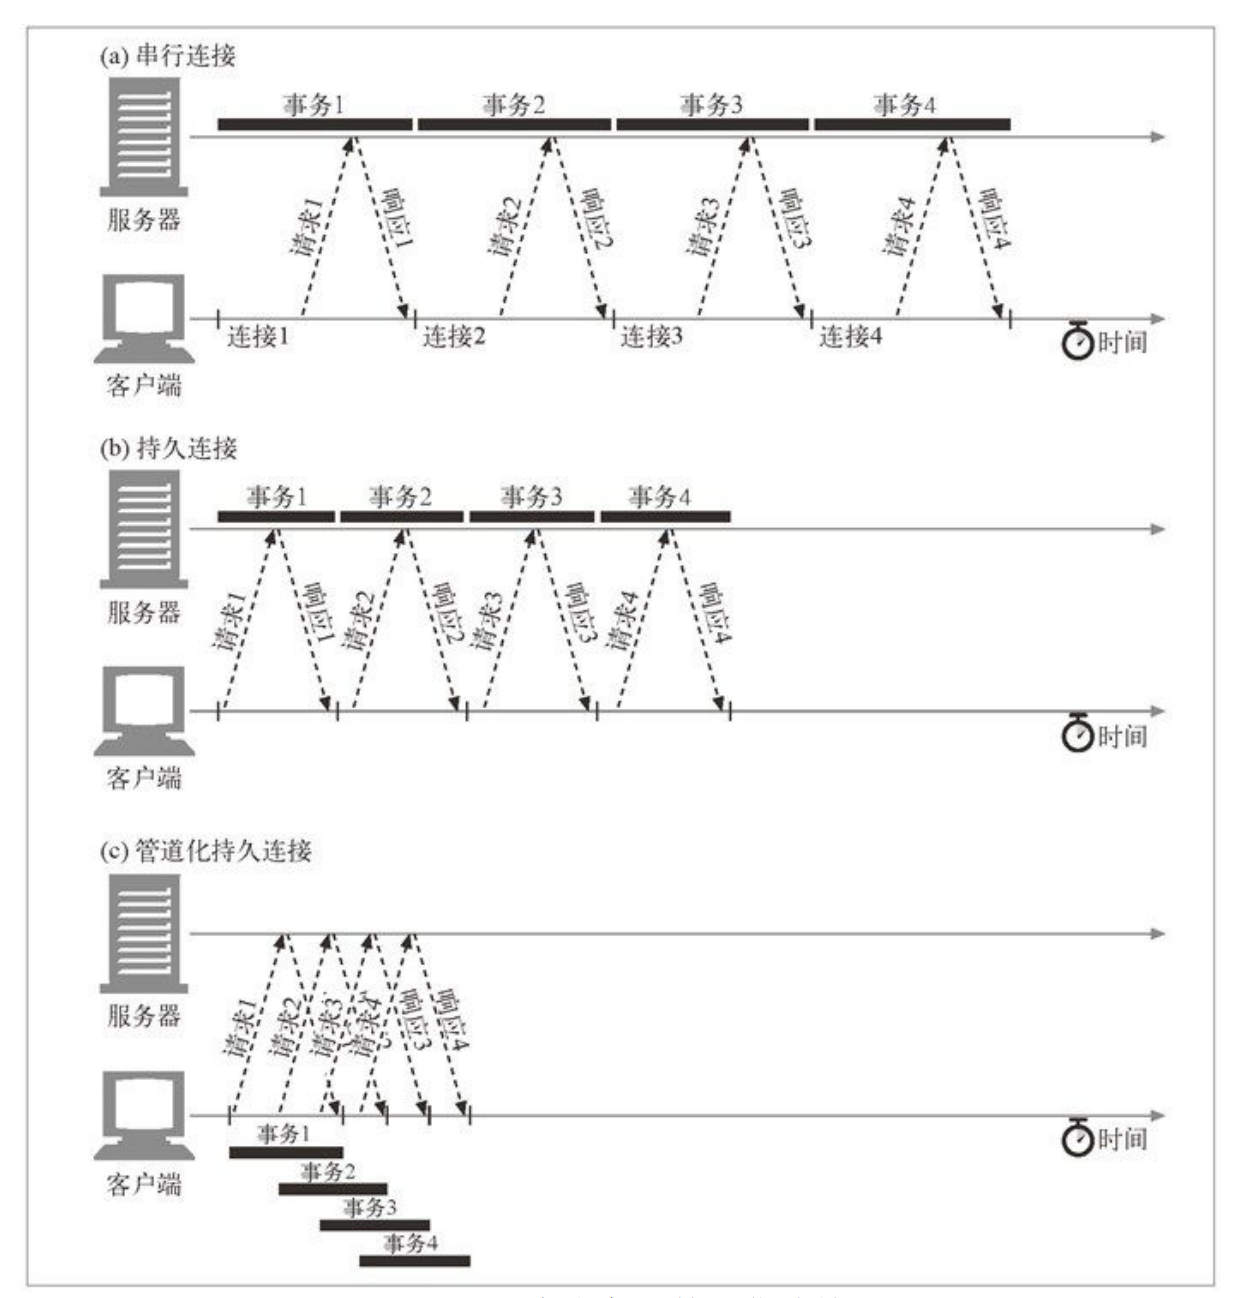 (a) 串行连接
事务1 事务2 事务3 事务4
请求1 响应1 请求2 响应2 请求3 响应3 请求4 响应4
服务器
连接1 连接2 连接3 连接4
时间
客户端
(b) 持久连接
事务1 事务2 事务3 事务4
请求1 响应1 请求2 响应2 请求3 响应3 请求4 响应4
服务器
时间
客户端
(c) 管道化持久连接
请求1 请求2 请求3 请求4 响应3 响应4
服务器
事务1
时间
事务2
客户端
事务3
事务4